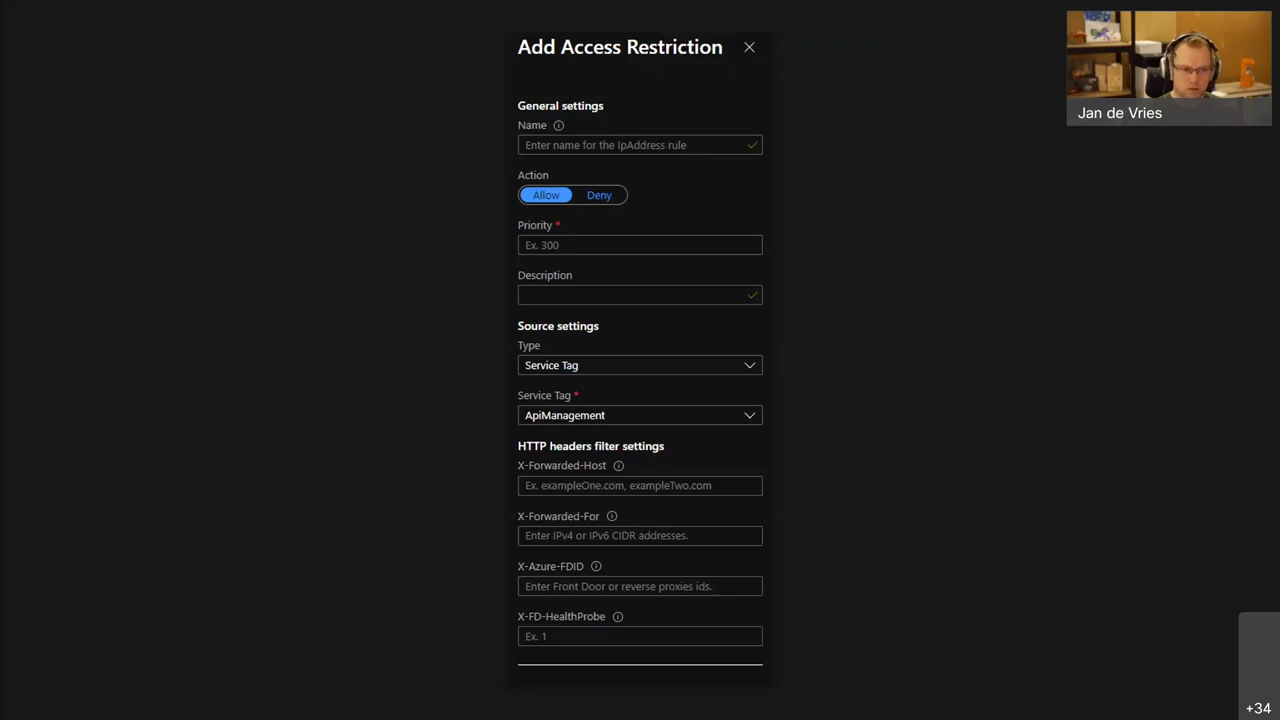 Add Access Restriction
Jan de Vries
General settings
Name
Enter name for the IpAddress rule
Action
Allow Deny
Priority *
Ex. 300
Description
Source settings
Type
Service Tag
Service Tag *
ApiManagement
HTTP headers filter settings
X-Forwarded-Host
Ex. exampleOne.com, exampleTwo.com
X-Forwarded-For
Enter IPv4 or IPv6 CIDR addresses.
X-Azure-FDID
Enter Front Door or reverse proxies ids.
X-FD-HealthProbe
Ex. 1
+34